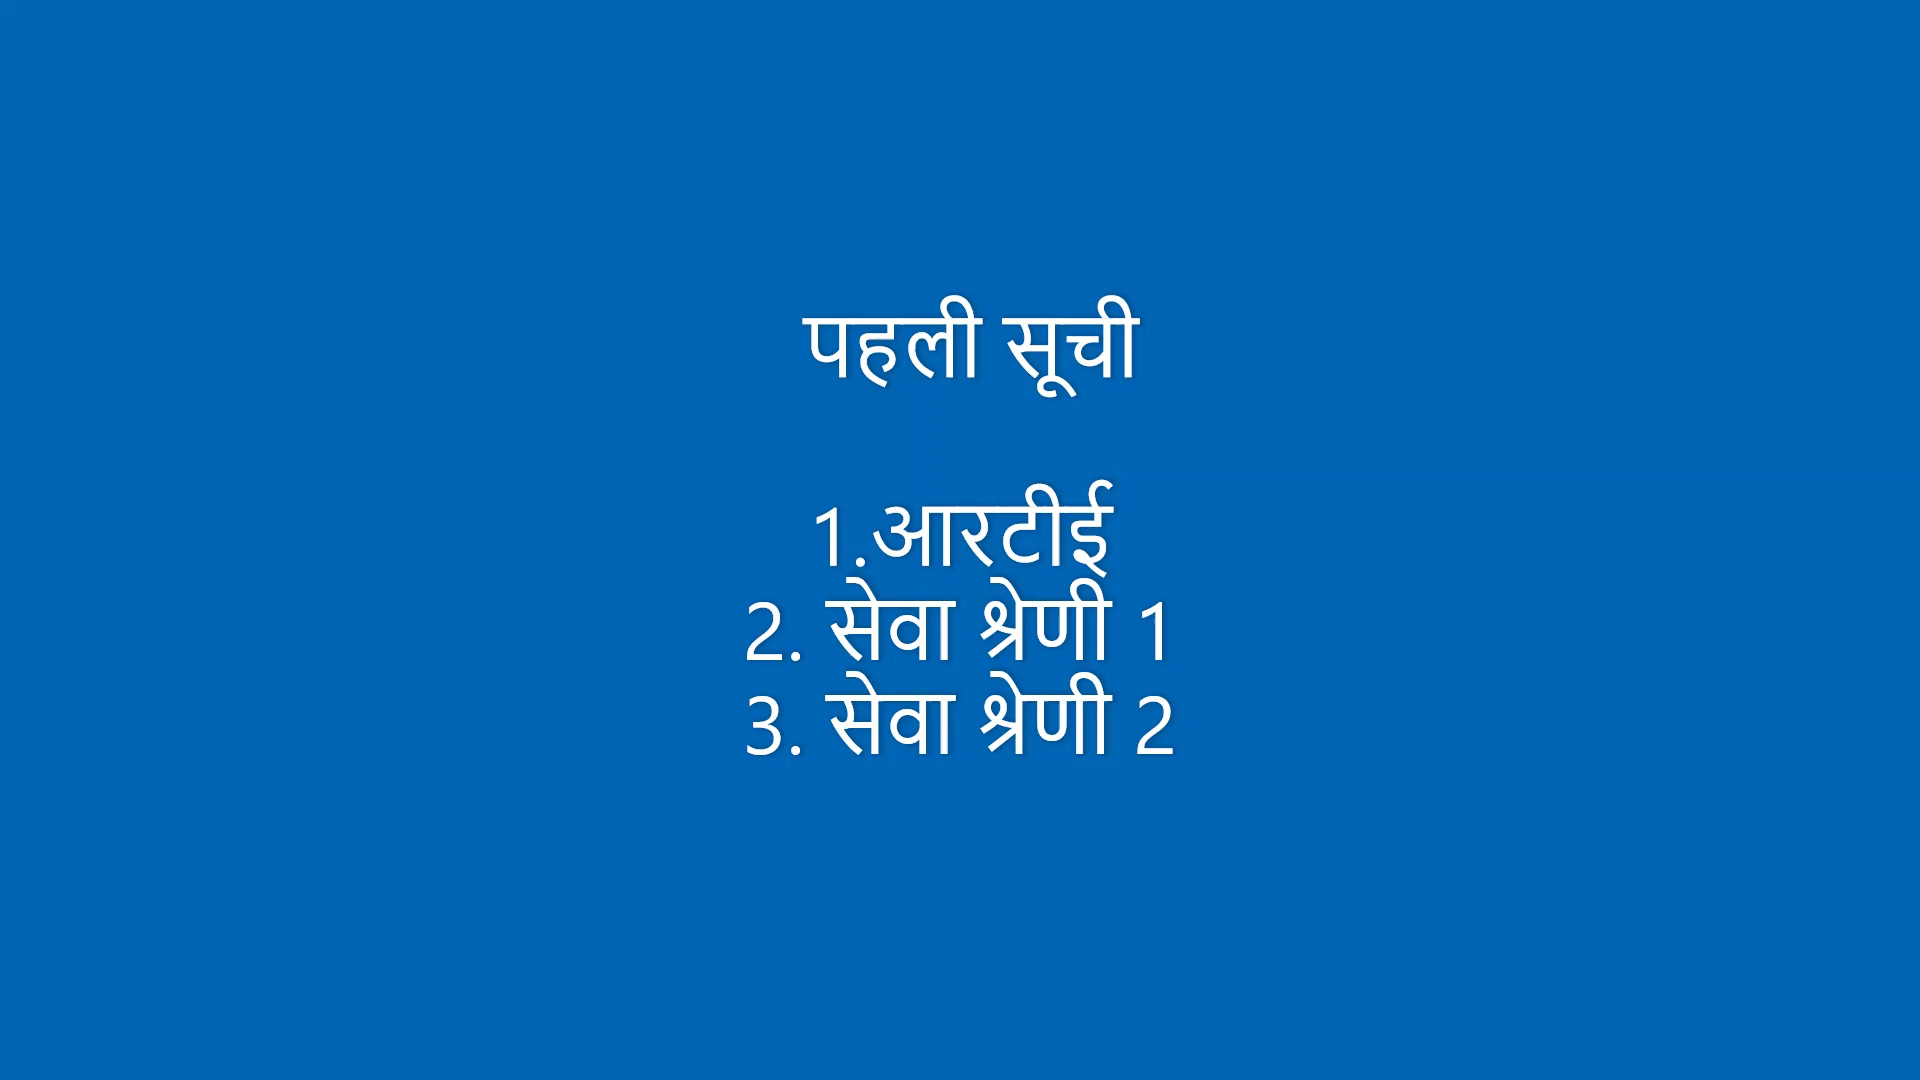 पहली सूची
1.आरटीई
2. सेवा श्रेणी 1
3. सेवा श्रेणी 2